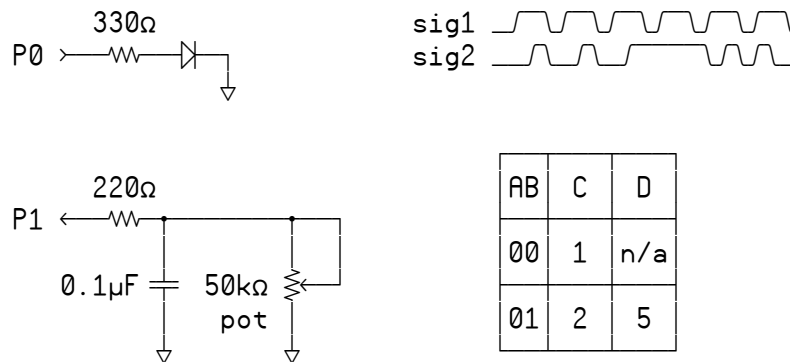 330Ω
P0
sig1
sig2
220Ω
P1
0.1µF
50kΩ
pot
AB C D
00 1 n/a
01 2 5